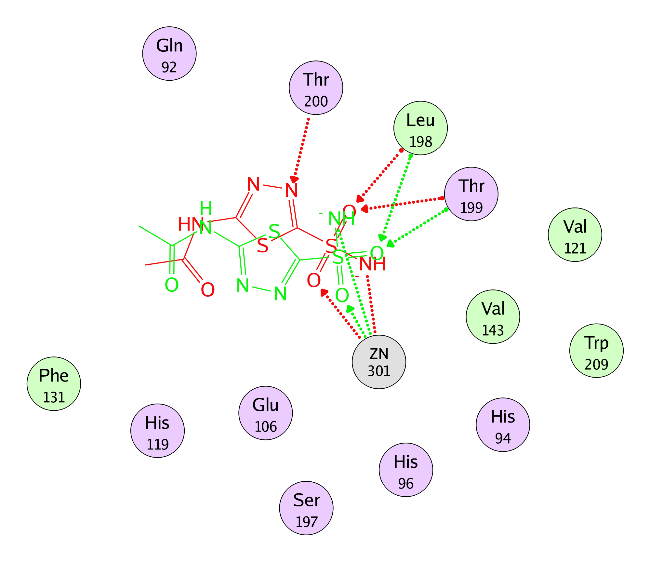 Gln
92
Thr
200
Leu
198
Thr
199
Val
121
N
N
H
N
HN
S
S
O
NH
-
S
S
O
NH
-
O
O
O
O
N
N
ZN
301
Val
143
Trp
209
Phe
131
His
119
Glu
106
His
94
His
96
Ser
197